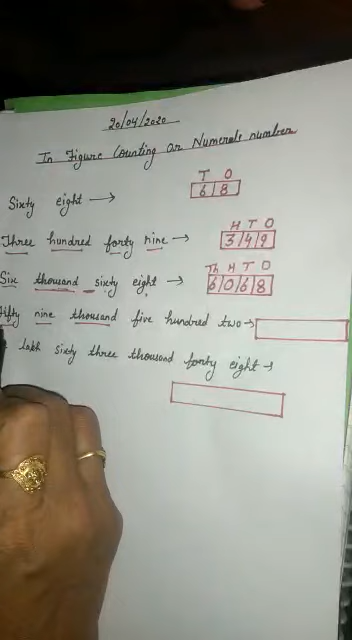 20/04/2020
In Figure Counting or Numerals number
T O
Sixty eight → 6 8
H T O
Three hundred forty nine → 3 4 9
Th H T O
Six thousand sixty eight → 6 0 6 8
Fifty nine thousand five hundred two →
lakh sixty three thousand forty eight →